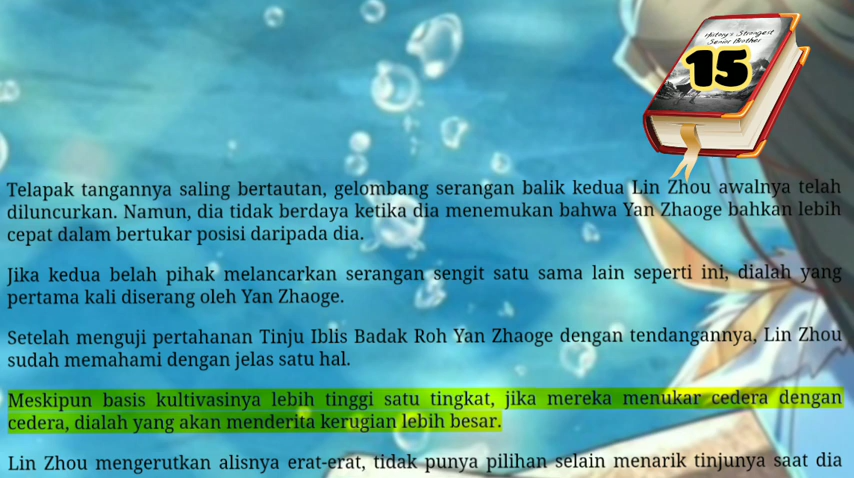 History's Strongest
Senior Brother
15
Telapak tangannya saling bertautan, gelombang serangan balik kedua Lin Zhou awalnya telah
diluncurkan. Namun, dia tidak berdaya ketika dia menemukan bahwa Yan Zhaoge bahkan lebih
cepat dalam bertukar posisi daripada dia.
Jika kedua belah pihak melancarkan serangan sengit satu sama lain seperti ini, dialah yang
pertama kali diserang oleh Yan Zhaoge.
Setelah menguji pertahanan Tinju Iblis Badak Roh Yan Zhaoge dengan tendangannya, Lin Zhou
sudah memahami dengan jelas satu hal.
Meskipun basis kultivasinya lebih tinggi satu tingkat, jika mereka menukar cedera dengan
cedera, dialah yang akan menderita kerugian lebih besar.
Lin Zhou mengerutkan alisnya erat-erat, tidak punya pilihan selain menarik tinjunya saat dia